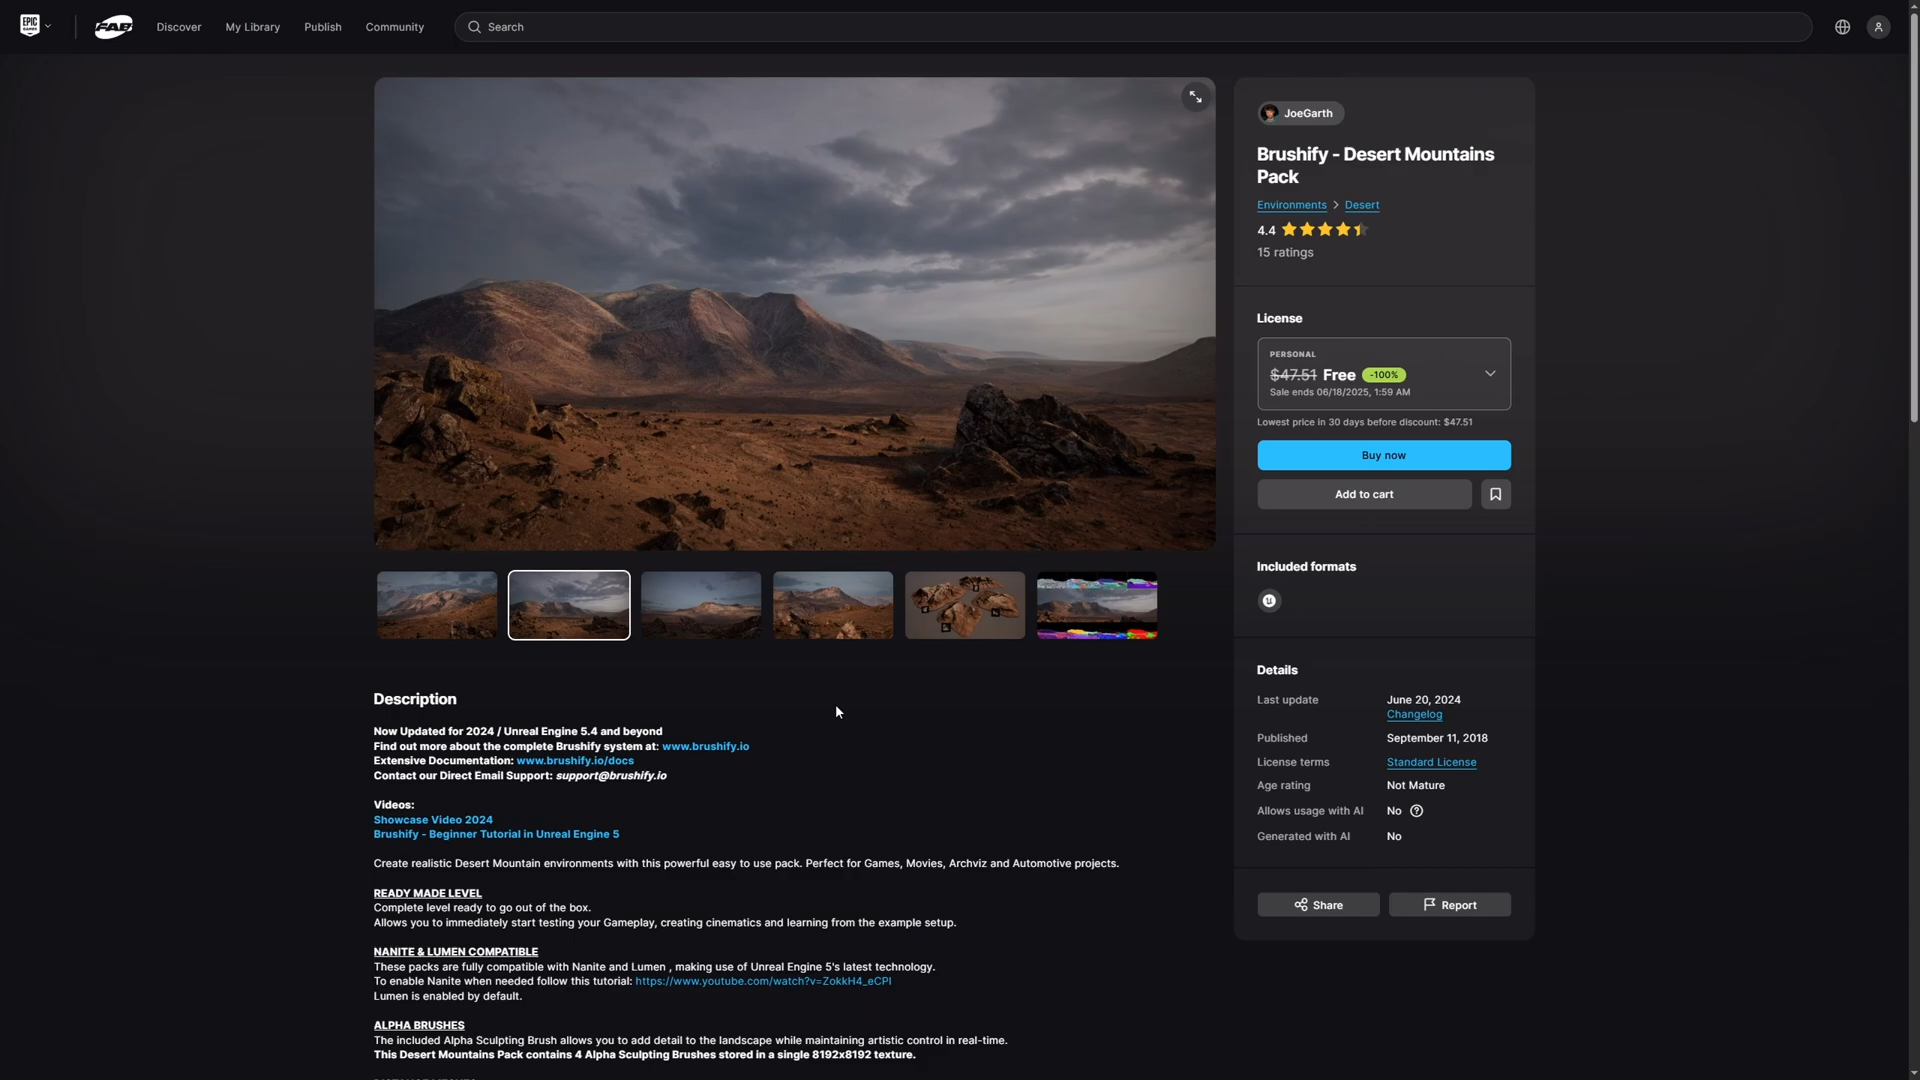 EPIC GAMES
FAB
Discover
My Library
Publish
Community
Search
JoeGarth
Brushify - Desert Mountains
Pack
Environments > Desert
4.4
15 ratings
License
PERSONAL
$47.51 Free -100%
Sale ends 06/18/2025, 1:59 AM
Lowest price in 30 days before discount: $47.51
Buy now
Add to cart
Included formats
Details
Last update June 20, 2024
Changelog
Published September 11, 2018
License terms Standard License
Age rating Not Mature
Allows usage with AI No
Generated with AI No
Share
Report
Description
Now Updated for 2024 / Unreal Engine 5.4 and beyond
Find out more about the complete Brushify system at: www.brushify.io
Extensive Documentation: www.brushify.io/docs
Contact our Direct Email Support: support@brushify.io
Videos:
Showcase Video 2024
Brushify - Beginner Tutorial in Unreal Engine 5
Create realistic Desert Mountain environments with this powerful easy to use pack. Perfect for Games, Movies, Archviz and Automotive projects.
READY MADE LEVEL
Complete level ready to go out of the box.
Allows you to immediately start testing your Gameplay, creating cinematics and learning from the example setup.
NANITE & LUMEN COMPATIBLE
These packs are fully compatible with Nanite and Lumen , making use of Unreal Engine 5's latest technology.
To enable Nanite when needed follow this tutorial: https://www.youtube.com/watch?v=ZokkH4_eCPI
Lumen is enabled by default.
ALPHA BRUSHES
The included Alpha Sculpting Brush allows you to add detail to the landscape while maintaining artistic control in real-time.
This Desert Mountains Pack contains 4 Alpha Sculpting Brushes stored in a single 8192x8192 texture.